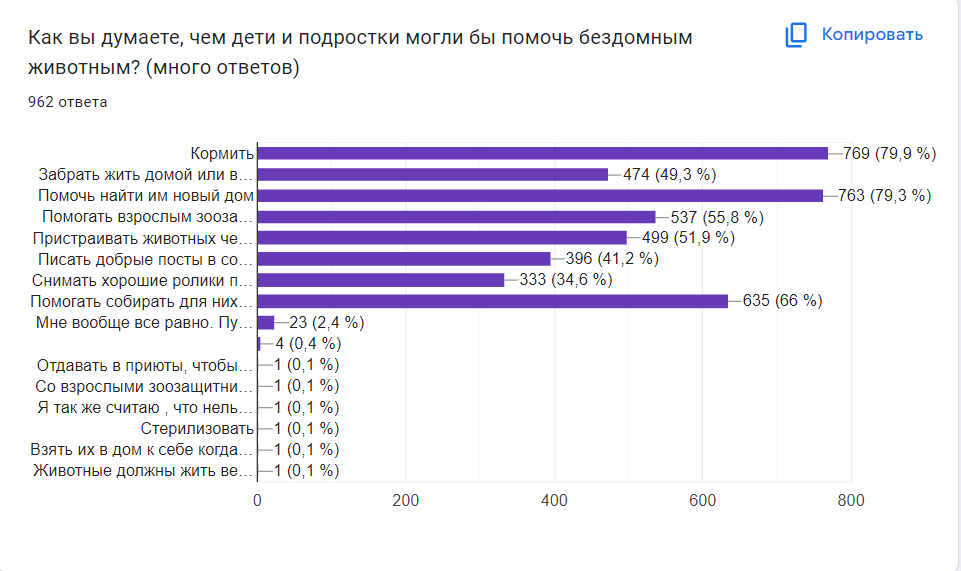 Как вы думаете, чем дети и подростки могли бы помочь бездомным
животным? (много ответов)
Копировать
962 ответа
Кормить 769 (79,9 %)
Забрать жить домой или в… 474 (49,3 %)
Помочь найти им новый дом 763 (79,3 %)
Помогать взрослым зооза… 537 (55,8 %)
Пристраивать животных че… 499 (51,9 %)
Писать добрые посты в со… 396 (41,2 %)
Снимать хорошие ролики п… 333 (34,6 %)
Помогать собирать для них… 635 (66 %)
Мне вообще все равно. Пу… 23 (2,4 %)
4 (0,4 %)
Отдавать в приюты, чтобы… 1 (0,1 %)
Со взрослыми зоозащитни… 1 (0,1 %)
Я так же считаю , что нель… 1 (0,1 %)
Стерилизовать 1 (0,1 %)
Взять их в дом к себе когда… 1 (0,1 %)
Животные должны жить ве… 1 (0,1 %)
0 200 400 600 800